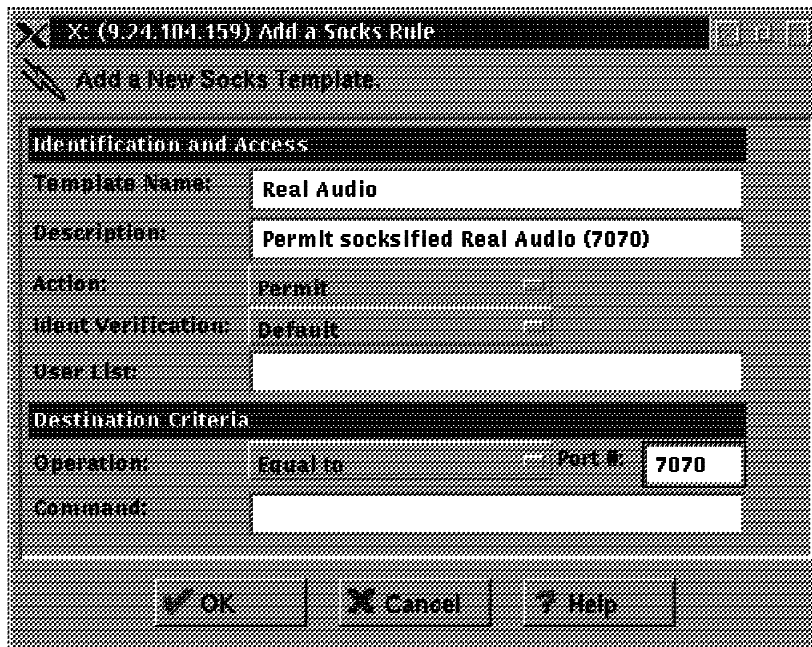 X: (9.24.104.159) Add a Socks Rule
Add a New Socks Template.
Identification and Access
Template Name: Real Audio
Description: Permit socksified Real Audio (7070)
Action: Permit
Ident Verification: Default
User List:
Destination Criteria
Operation: Equal to Port #: 7070
Command:
OK Cancel Help